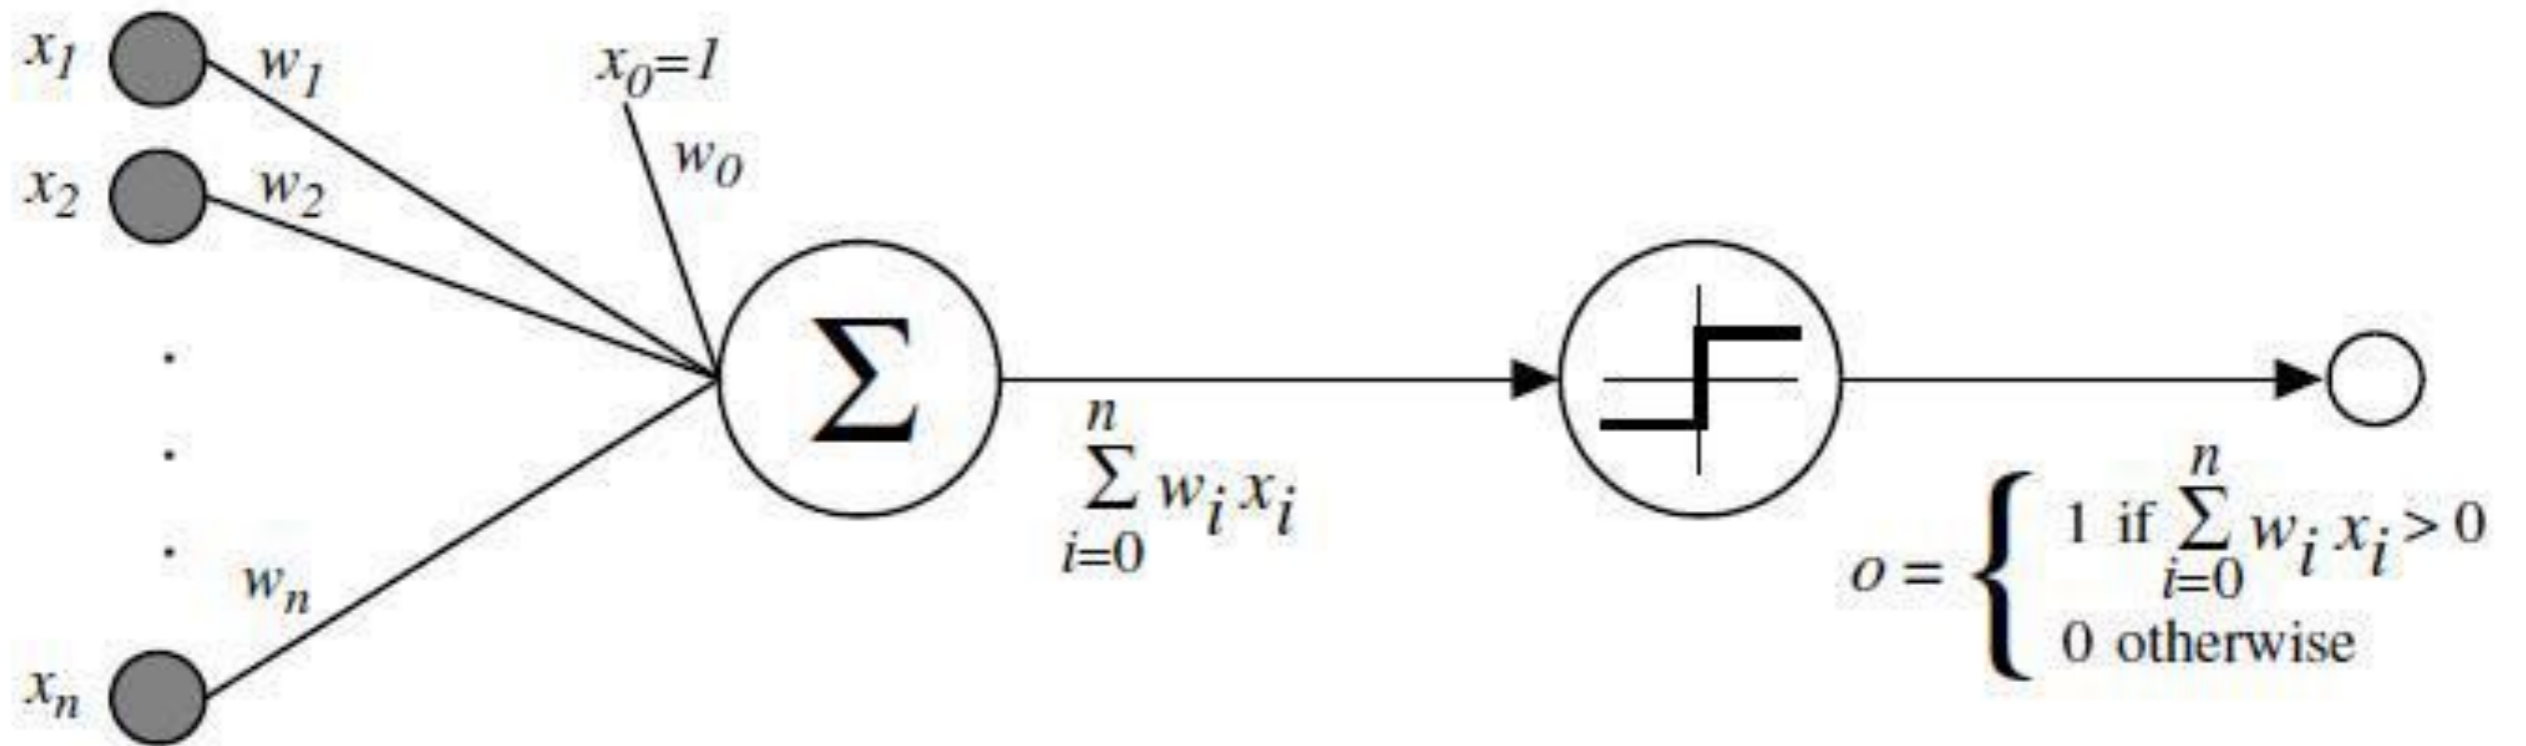 x₁
w₁
x₀=1
w₀
x₂
w₂
.
.
.
wₙ
xₙ
Σ
n
Σ wᵢ xᵢ
i=0
o = { 1 if n Σ i=0 wᵢ xᵢ > 0
0 otherwise